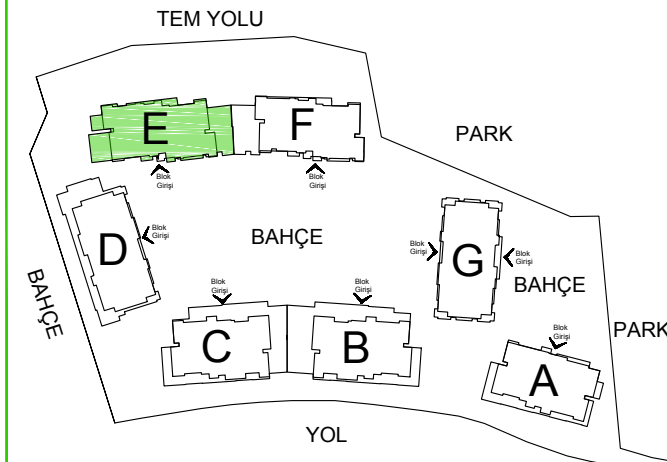 TEM YOLU
E
F
PARK
Blok
Girişi
Blok
Girişi
D
Blok
Girişi
BAHÇE
G
Blok
Girişi
Blok
Girişi
BAHÇE
BAHÇE
Blok
Girişi
Blok
Girişi
PARK
Blok
Girişi
C
B
A
YOL